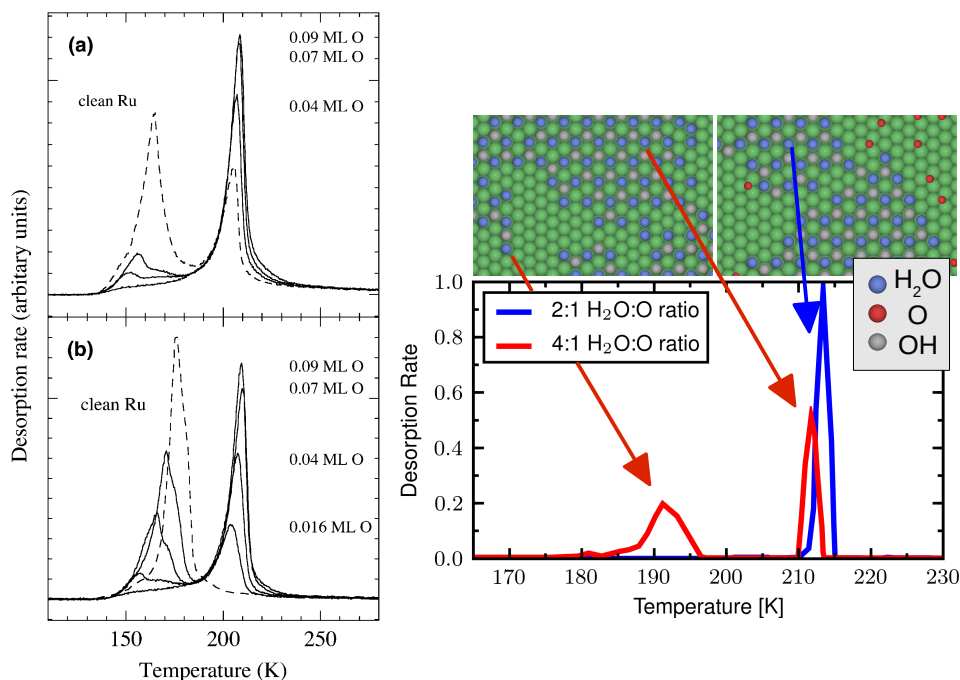 (a)
0.09 ML O
0.07 ML O
clean Ru
0.04 ML O
(b)
0.09 ML O
0.07 ML O
clean Ru
0.04 ML O
0.016 ML O
Desorption rate (arbitrary units)
150 200 250
Temperature (K)
H2O
O
OH
2:1 H2O:O ratio
4:1 H2O:O ratio
1.0
0.8
0.6
0.4
0.2
0.0
Desorption Rate
170 180 190 200 210 220 230
Temperature [K]